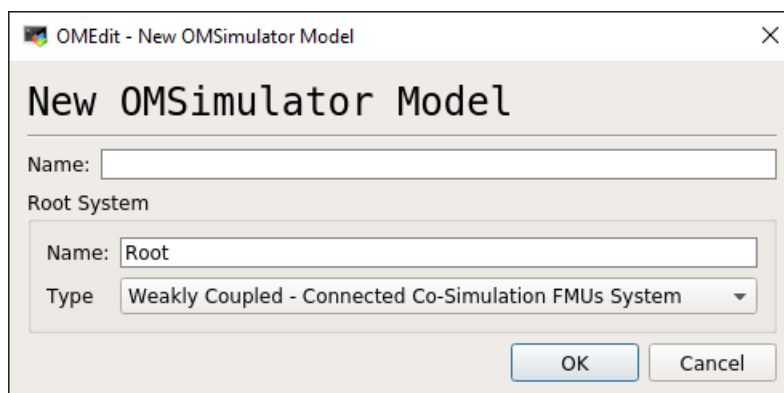 OMEdit - New OMSimulator Model
New OMSimulator Model
Name:
Root System
Name: Root
Type Weakly Coupled - Connected Co-Simulation FMUs System
OK Cancel